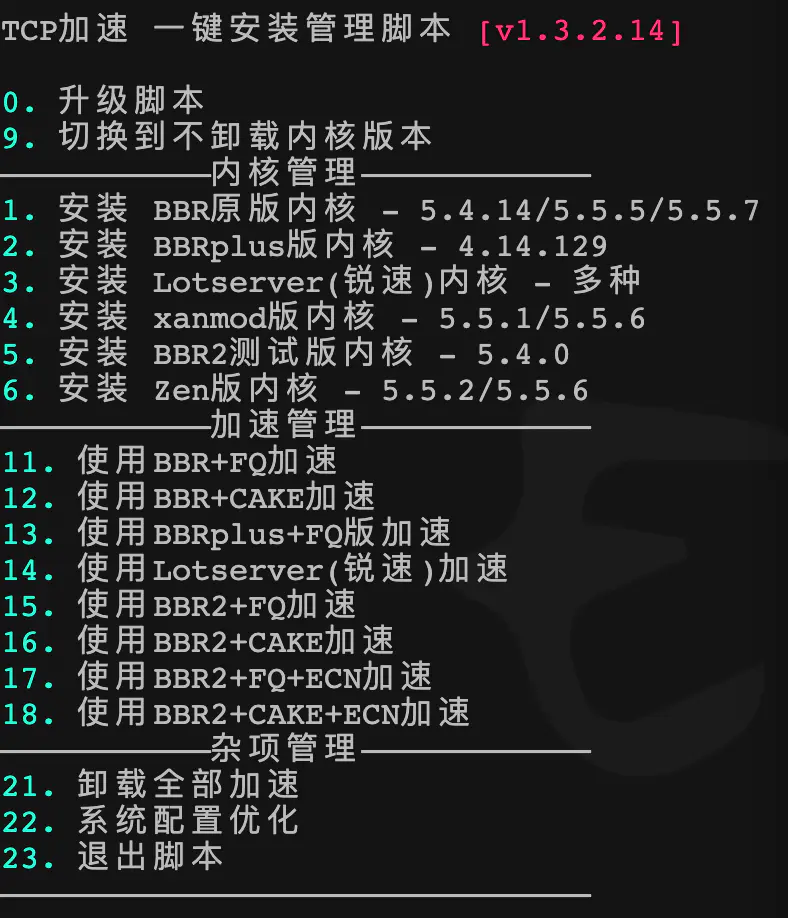 TCP加速 一键安装管理脚本 [v1.3.2.14]
0. 升级脚本
9. 切换到不卸载内核版本
内核管理
1. 安装 BBR原版内核 - 5.4.14/5.5.5/5.5.7
2. 安装 BBRplus版内核 - 4.14.129
3. 安装 Lotserver(锐速)内核 - 多种
4. 安装 xanmod版内核 - 5.5.1/5.5.6
5. 安装 BBR2测试版内核 - 5.4.0
6. 安装 Zen版内核 - 5.5.2/5.5.6
加速管理
11. 使用BBR+FQ加速
12. 使用BBR+CAKE加速
13. 使用BBRplus+FQ版加速
14. 使用Lotserver(锐速)加速
15. 使用BBR2+FQ加速
16. 使用BBR2+CAKE加速
17. 使用BBR2+FQ+ECN加速
18. 使用BBR2+CAKE+ECN加速
杂项管理
21. 卸载全部加速
22. 系统配置优化
23. 退出脚本